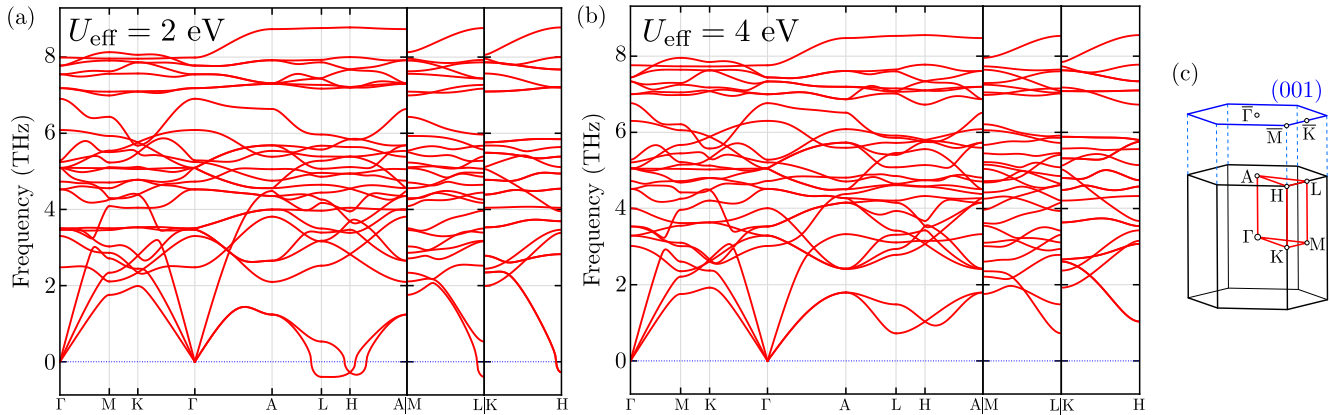 (a)
U_eff = 2 eV
Frequency (THz)
8
6
4
2
0
Γ M K Γ A L H A M L K H
(b)
U_eff = 4 eV
Frequency (THz)
8
6
4
2
0
Γ M K Γ A L H A M L K H
(c)
(001)
Γ̅
M̅ K̅
A
H L
Γ
K M